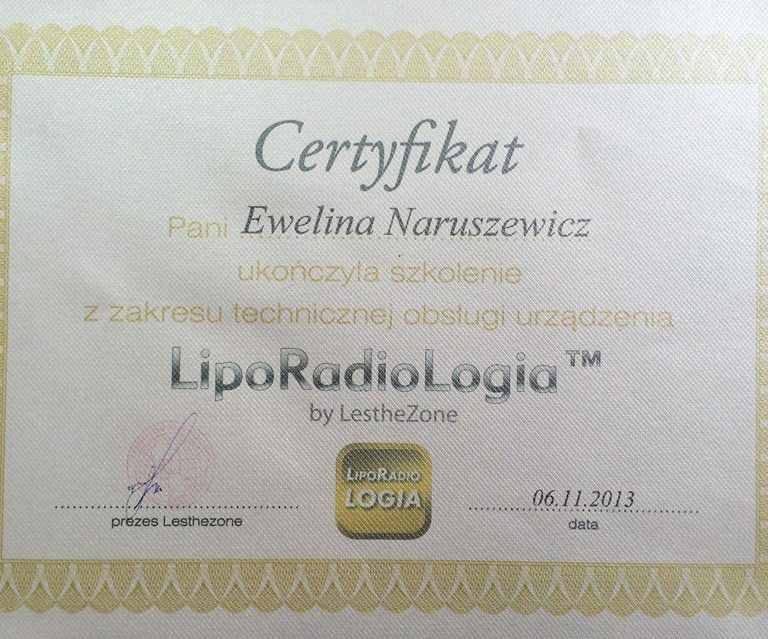 Certyfikat
Pani Ewelina Naruszewicz
ukończyła szkolenie
z zakresu technicznej obsługi urządzenia
LipoRadioLogia™
by LestheZone
LIPORADIO
LOGIA
06.11.2013
prezes Lesthezone
data